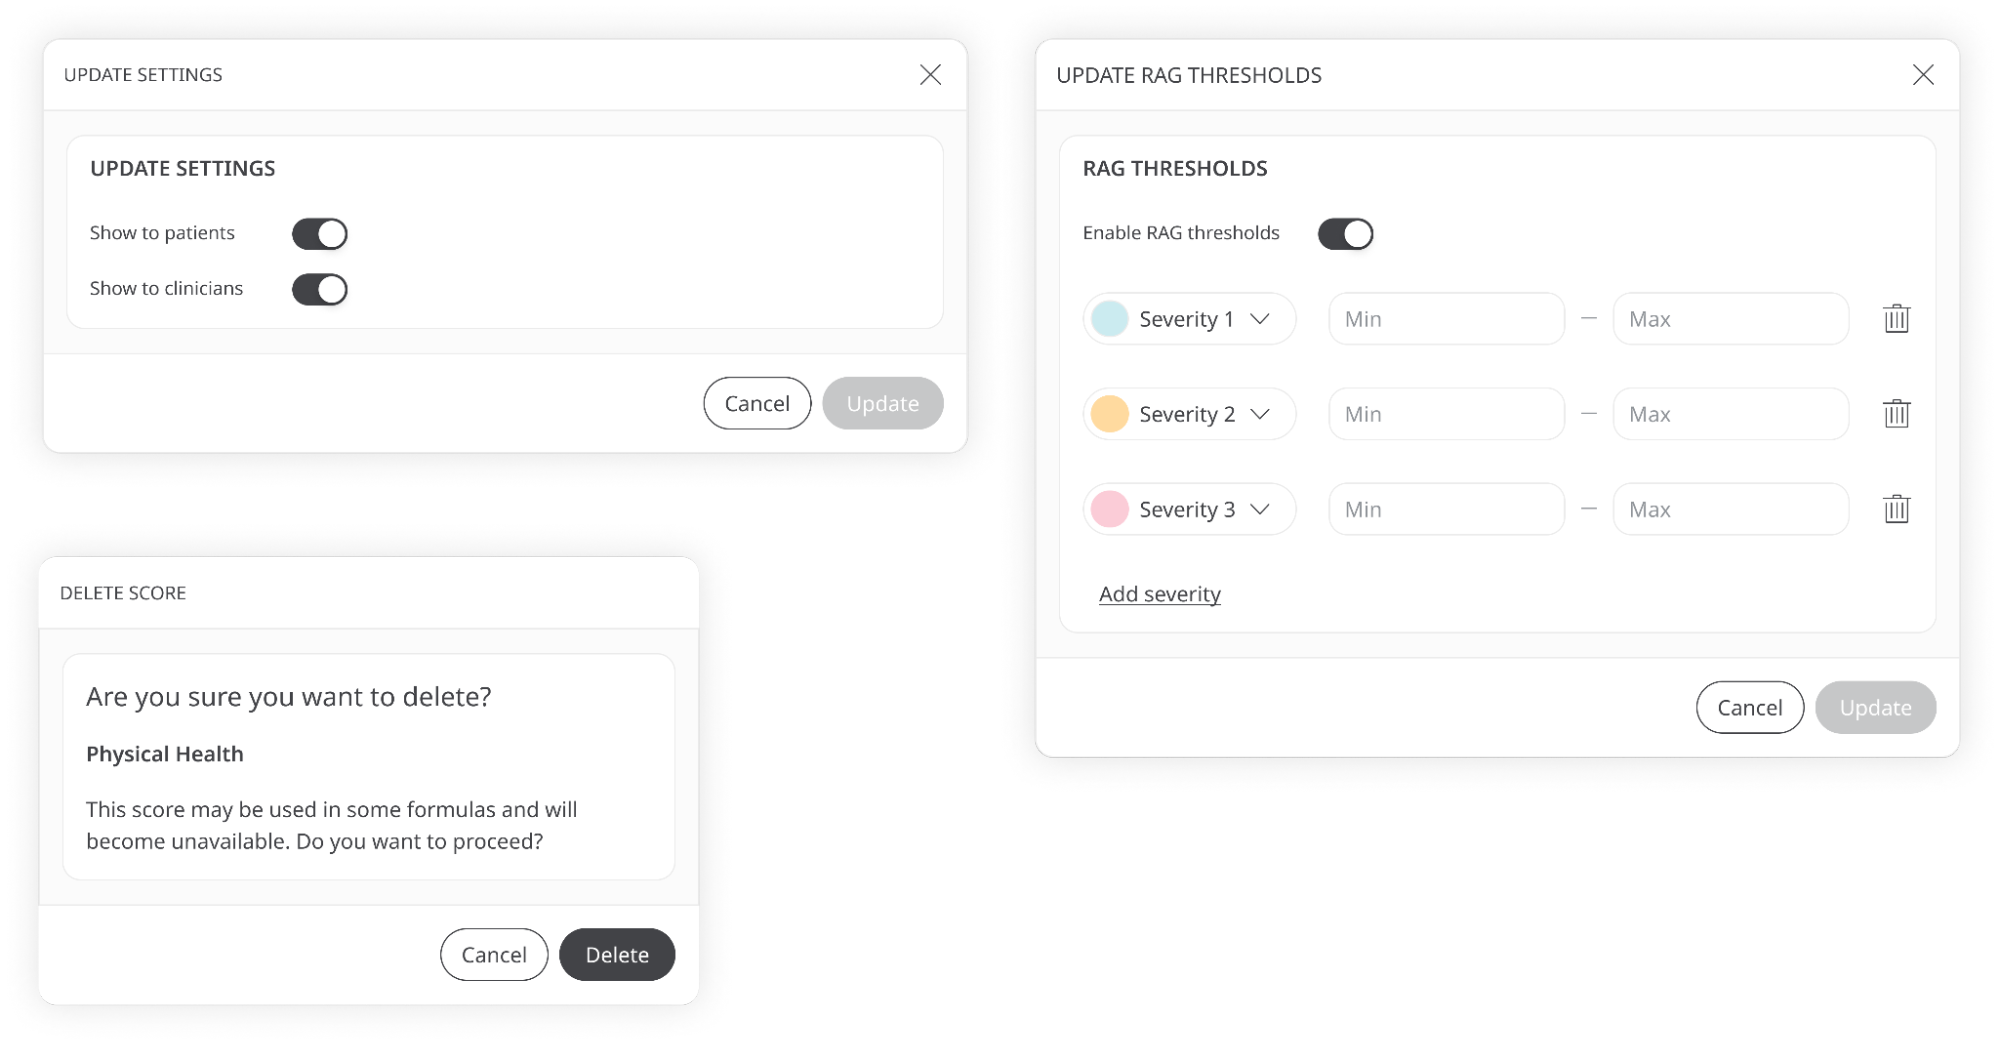 UPDATE SETTINGS
UPDATE SETTINGS
Show to patients
Show to clinicians
Cancel
Update
UPDATE RAG THRESHOLDS
RAG THRESHOLDS
Enable RAG thresholds
Severity 1
Min
—
Max
Severity 2
Min
—
Max
Severity 3
Min
—
Max
Add severity
Cancel
Update
DELETE SCORE
Are you sure you want to delete?
Physical Health
This score may be used in some formulas and will
become unavailable. Do you want to proceed?
Cancel
Delete